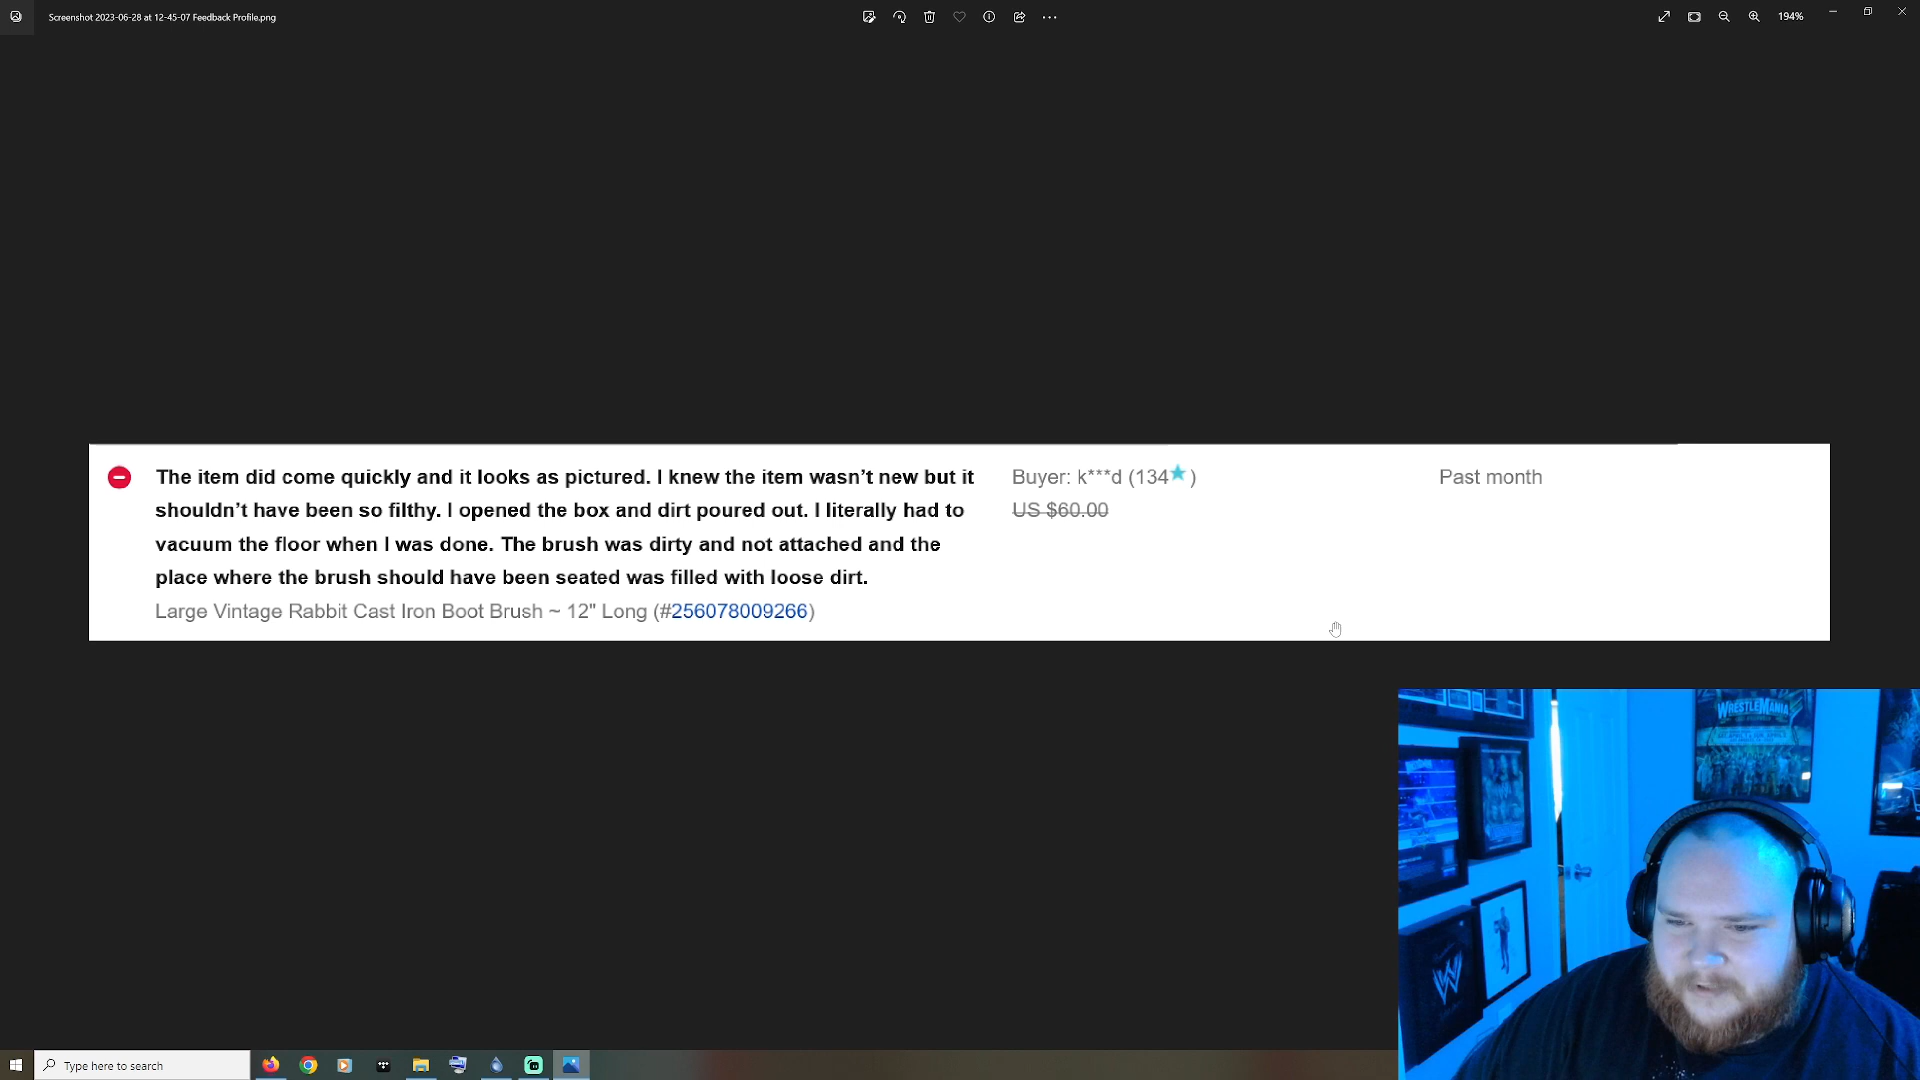 Screenshot 2023-06-28 at 12-45-07 Feedback Profile.png
194%
The item did come quickly and it looks as pictured. I knew the item wasn't new but it
shouldn't have been so filthy. I opened the box and dirt poured out. I literally had to
vacuum the floor when I was done. The brush was dirty and not attached and the
place where the brush should have been seated was filled with loose dirt.
Large Vintage Rabbit Cast Iron Boot Brush ~ 12" Long (#256078009266)
Buyer: k***d (134★)
US $60.00
Past month
WRESTLEMANIA
W
Type here to search